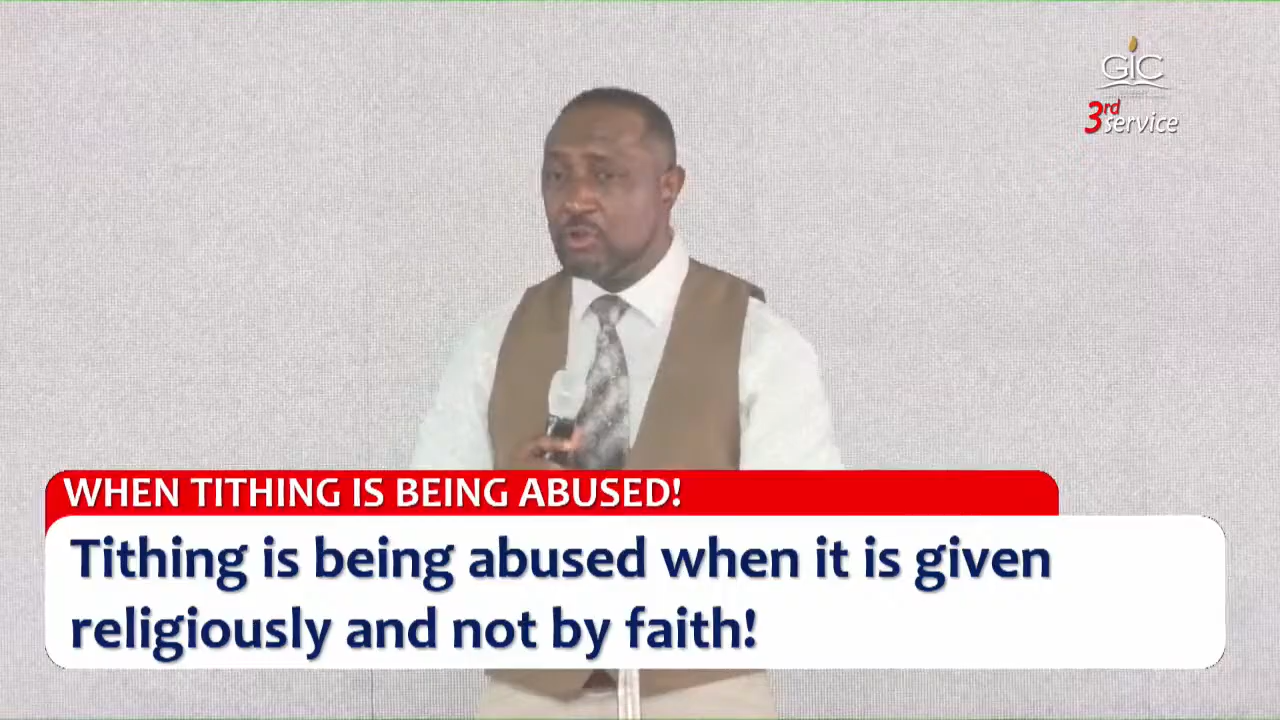 GIC
3rd service
WHEN TITHING IS BEING ABUSED!
Tithing is being abused when it is given
religiously and not by faith!